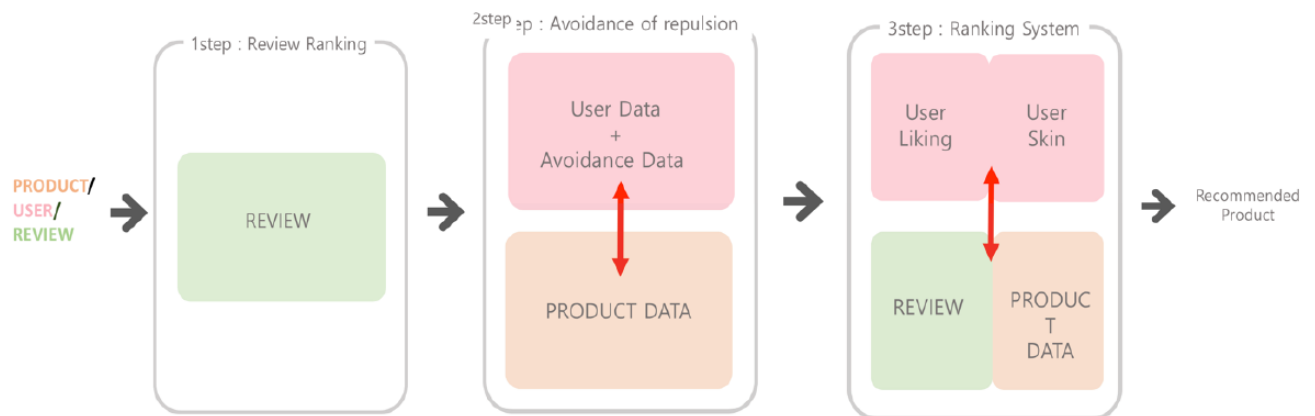 PRODUCT/
USER/
REVIEW
1step : Review Ranking
REVIEW
2step
ep : Avoidance of repulsion
User Data
+
Avoidance Data
PRODUCT DATA
3step : Ranking System
User
Liking
User
Skin
REVIEW
PRODUC
T
DATA
Recommended
Product